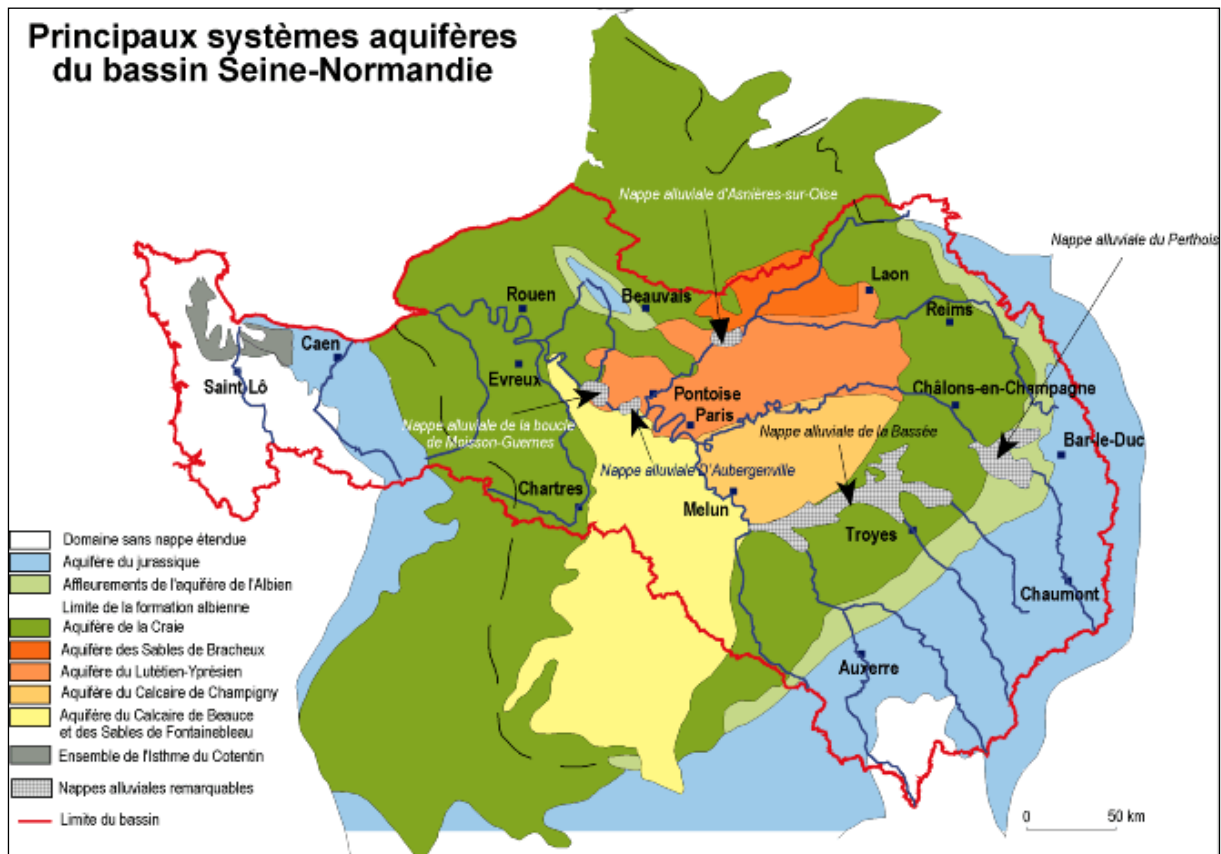 Principaux systèmes aquifères
du bassin Seine-Normandie
Nappe alluviale d'Asnières-sur-Oise
Nappe alluviale du Perthois
Laon
Rouen
Beauvais
Reims
Caen
Saint-Lô
Evreux
Pontoise
Châlons-en-Champagne
Paris
Nappe alluviale de la boucle
de Moisson-Guernes
Nappe alluviale de la Bassée
Bar-le-Duc
Nappe alluviale D'Aubergenville
Chartres
Melun
Troyes
Chaumont
Auxerre
Domaine sans nappe étendue
Aquifère du jurassique
Affleurements de l'aquifère de l'Albien
Limite de la formation albienne
Aquifère de la Craie
Aquifère des Sables de Bracheux
Aquifère du Lutétien-Yprésien
Aquifère du Calcaire de Champigny
Aquifère du Calcaire de Beauce
et des Sables de Fontainebleau
Ensemble de l'Isthme du Cotentin
Nappes alluviales remarquables
Limite du bassin
0 50 km